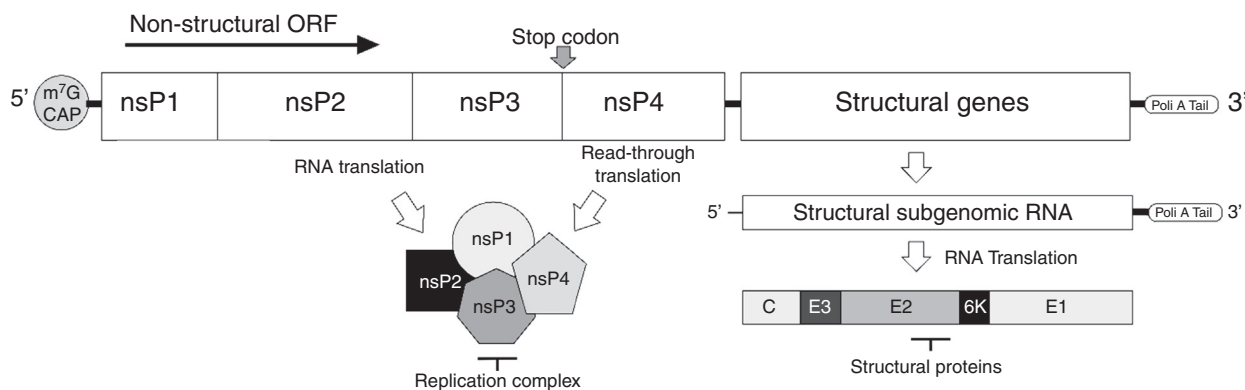 Non-structural ORF
Stop codon
5’ m7G CAP nsP1 nsP2 nsP3 nsP4 Structural genes Poli A Tail 3’
RNA translation
Read-through
translation
5’ Structural subgenomic RNA Poli A Tail 3’
RNA Translation
nsP1
nsP2
nsP4
nsP3
C E3 E2 6K E1
Replication complex
Structural proteins